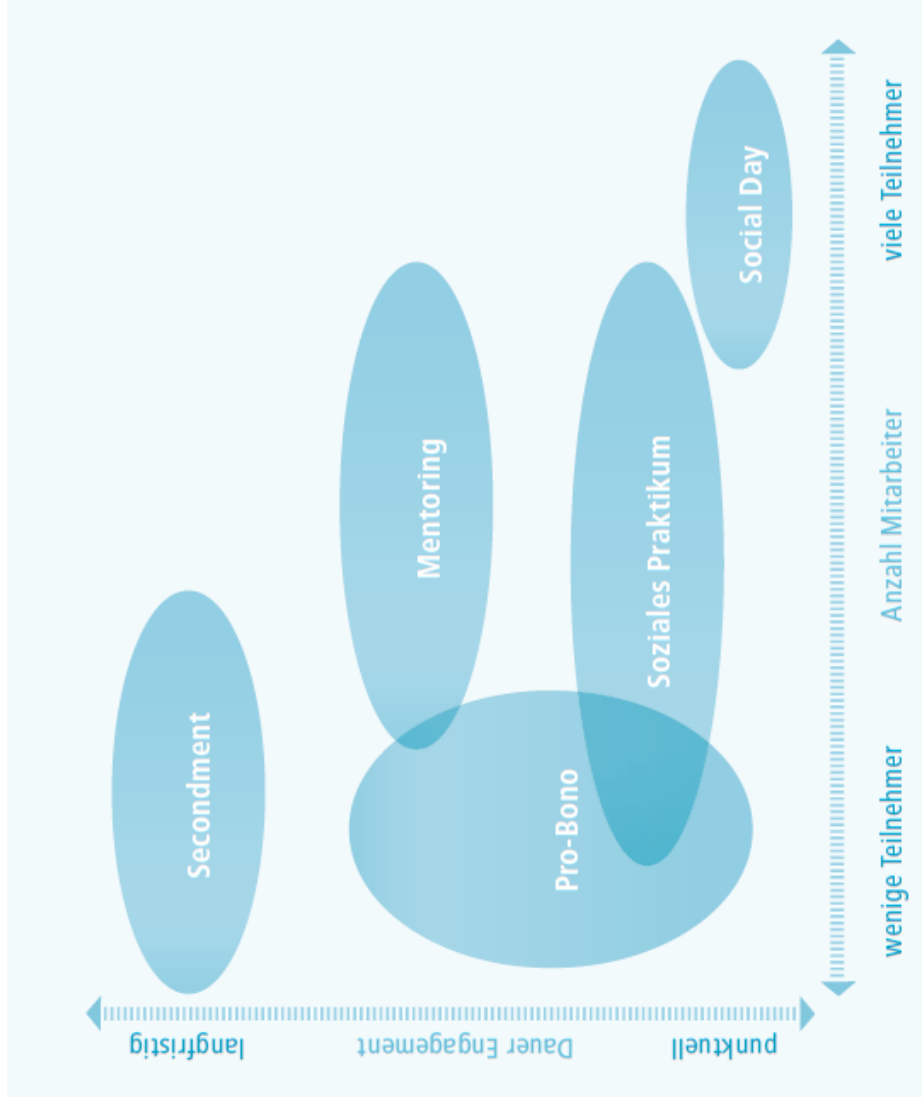 langfristig
Dauer Engagement
punktuell
Secondment
Mentoring
Pro-Bono
Soziales Praktikum
Social Day
wenige Teilnehmer
Anzahl Mitarbeiter
viele Teilnehmer